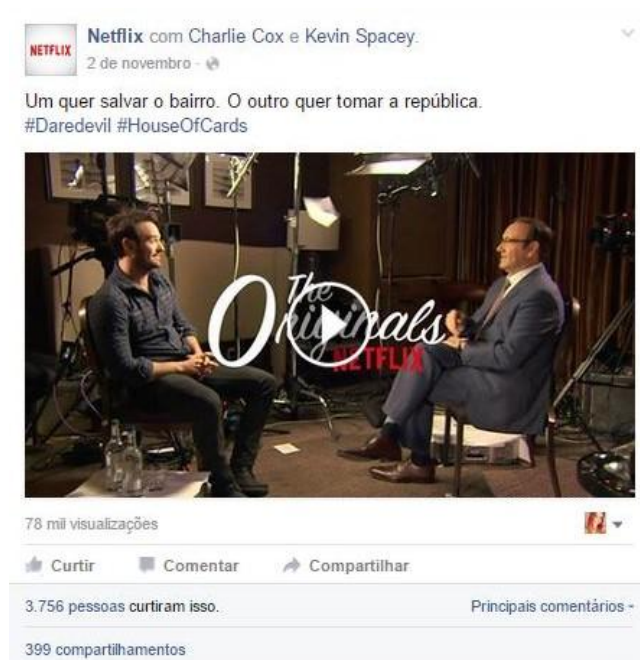 NETFLIX
Netflix com Charlie Cox e Kevin Spacey.
2 de novembro ·
Um quer salvar o bairro. O outro quer tomar a república.
#Daredevil #HouseOfCards
The
Originals
NETFLIX
78 mil visualizações
Curtir Comentar Compartilhar
3.756 pessoas curtiram isso. Principais comentários
399 compartilhamentos